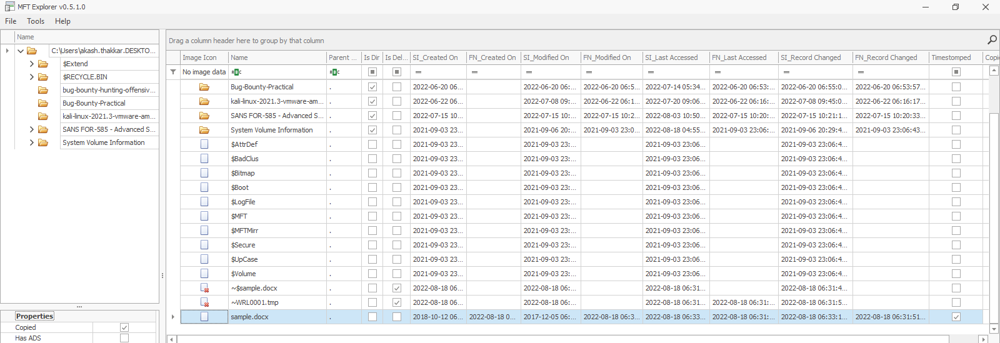 MFT Explorer v0.5.1.0
File Tools Help
Name
C:\Users\akash.thakkar.DESKTO...
$Extend
$RECYCLE.BIN
bug-bounty-hunting-offensiv...
Bug-Bounty-Practical
kali-linux-2021.3-vmware-am...
SANS FOR-585 - Advanced S...
System Volume Information
Properties
Copied
Has ADS
Drag a column header here to group by that column
Image Icon Name Parent ... Is Dir Is Del... SI_Created On FN_Created On SI_Modified On FN_Modified On SI_Last Accessed FN_Last Accessed SI_Record Changed FN_Record Changed Timestomped Copi
No image data ABC ABC = = = = = = = =
Bug-Bounty-Practical . 2022-06-20 06... 2022-06-20 06:... 2022-06-20 06:5... 2022-07-14 05:34... 2022-06-20 06:53:... 2022-06-20 06:55:0... 2022-06-20 06:53:57...
kali-linux-2021.3-vmware-am... . 2022-06-22 06... 2022-07-08 09:... 2022-06-22 06:1... 2022-07-20 09:06... 2022-06-22 06:16:... 2022-07-08 09:45:0... 2022-06-22 06:16:17...
SANS FOR-585 - Advanced S... . 2022-07-15 10... 2022-07-15 10:... 2022-07-15 10:2... 2022-08-03 10:50... 2022-07-15 10:20:... 2022-07-15 10:21:1... 2022-07-15 10:20:33...
System Volume Information . 2021-09-03 23... 2021-09-06 20:... 2021-09-03 23:0... 2022-08-18 04:55... 2021-09-03 23:06:... 2021-09-06 20:29:4... 2021-09-03 23:06:43...
$AttrDef . 2021-09-03 23... 2021-09-03 23:... 2021-09-03 23:06... 2021-09-03 23:06:4...
$BadClus . 2021-09-03 23... 2021-09-03 23:... 2021-09-03 23:06... 2021-09-03 23:06:4...
$Bitmap . 2021-09-03 23... 2021-09-03 23:... 2021-09-03 23:06... 2021-09-03 23:06:4...
$Boot . 2021-09-03 23... 2021-09-03 23:... 2021-09-03 23:06... 2021-09-03 23:06:4...
$LogFile . 2021-09-03 23... 2021-09-03 23:... 2021-09-03 23:06... 2021-09-03 23:06:4...
$MFT . 2021-09-03 23... 2021-09-03 23:... 2021-09-03 23:06... 2021-09-03 23:06:4...
$MFTMirr . 2021-09-03 23... 2021-09-03 23:... 2021-09-03 23:06... 2021-09-03 23:06:4...
$Secure . 2021-09-03 23... 2021-09-03 23:... 2021-09-03 23:06... 2021-09-03 23:06:4...
$UpCase . 2021-09-03 23... 2021-09-03 23:... 2021-09-03 23:06... 2021-09-03 23:06:4...
$Volume . 2021-09-03 23... 2021-09-03 23:... 2021-09-03 23:06... 2021-09-03 23:06:4...
~$sample.docx . 2022-08-18 06... 2022-08-18 06:... 2022-08-18 06:31... 2022-08-18 06:31:4...
~WRL0001.tmp . 2022-08-18 06... 2022-08-18 06:... 2022-08-18 06:31... 2022-08-18 06:31:... 2022-08-18 06:31:5...
sample.docx . 2018-10-12 06... 2022-08-18 0... 2017-12-05 06:... 2022-08-18 06:3... 2022-08-18 06:33... 2022-08-18 06:31:... 2022-08-18 06:33:1... 2022-08-18 06:31:51...